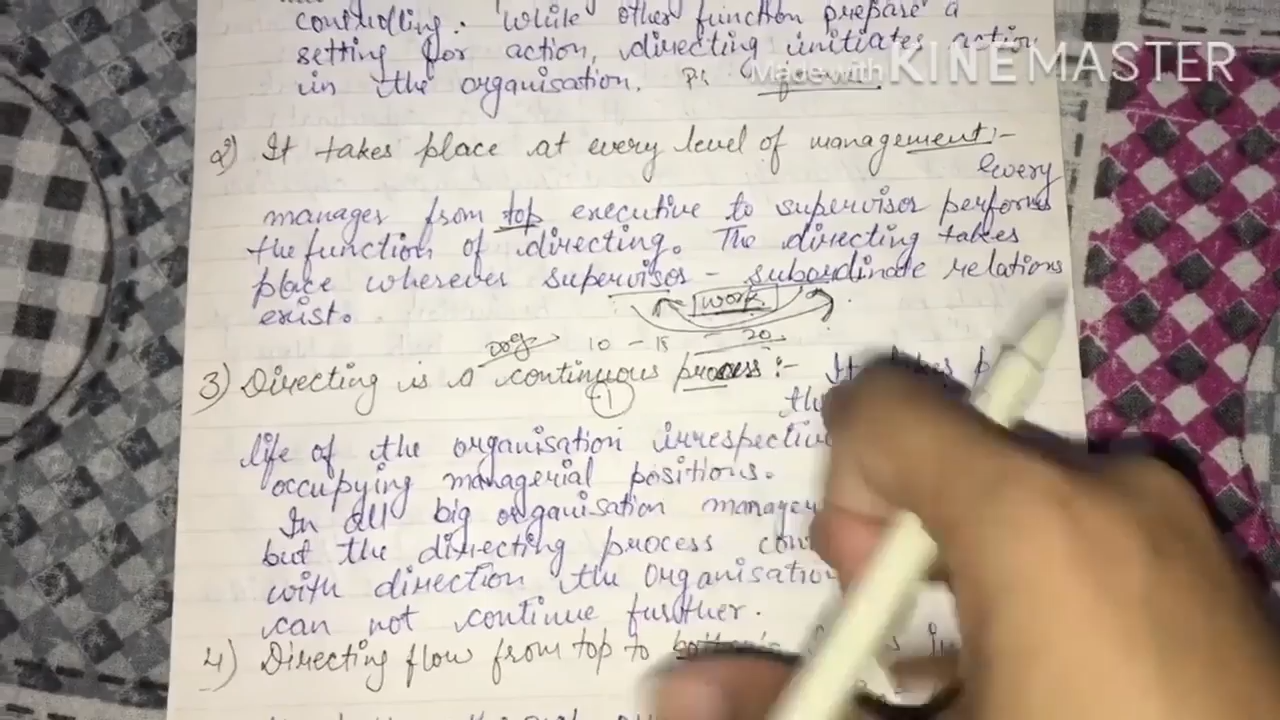 controlling. While other function prepare a
setting for action, directing initiates action
in the organisation.
Made with KINEMASTER
2) It takes place at every level of management:-
every
manager from top executive to supervisor performs
the function of directing. The directing takes
place wherever supervisor - subordinate relations
exist.
work
10 - 15 20
3) Directing is a continuous process :- It takes
1
life of the organisation
occupying managerial positions.
In all big organisation
but the directing process
with direction the Organisation
can not continue further.
4) Directing flow from top to